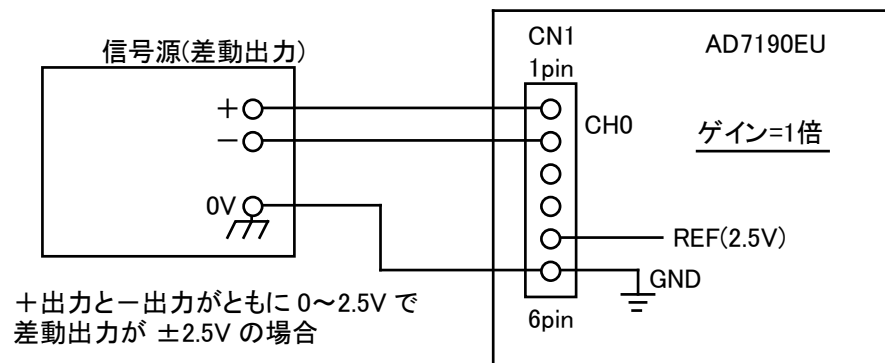 信号源(差動出力)
+
−
0V
CN1
1pin
CH0
AD7190EU
ゲイン=1倍
REF(2.5V)
GND
6pin
+出力と−出力がともに 0~2.5V で
差動出力が ±2.5V の場合